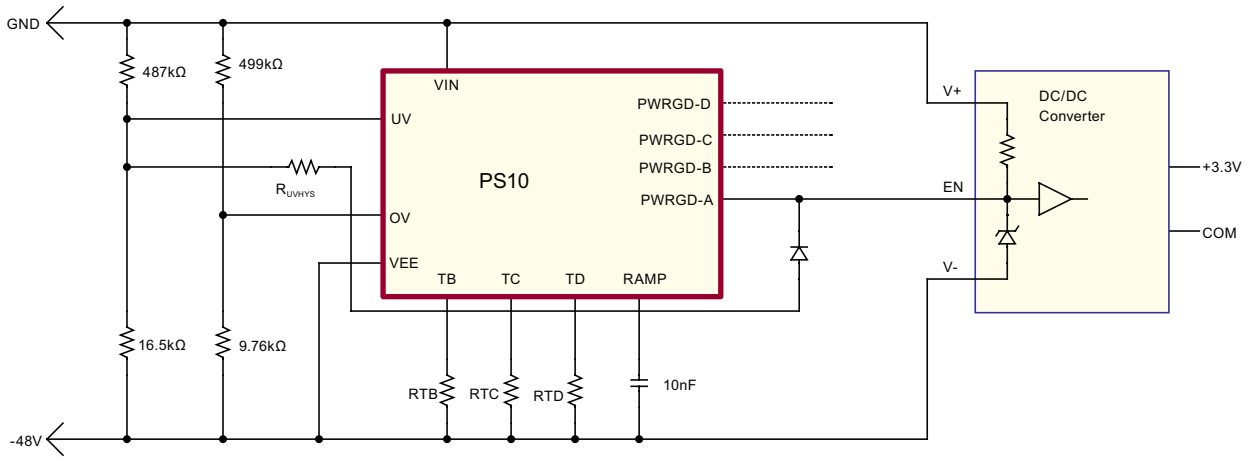 GND
487kΩ
499kΩ
VIN
UV
PWRGD-D
PWRGD-C
PWRGD-B
PWRGD-A
PS10
RUVHYS
OV
VEE
TB
TC
TD
RAMP
V+
DC/DC
Converter
EN
+3.3V
COM
V-
16.5kΩ
9.76kΩ
RTB
RTC
RTD
10nF
-48V